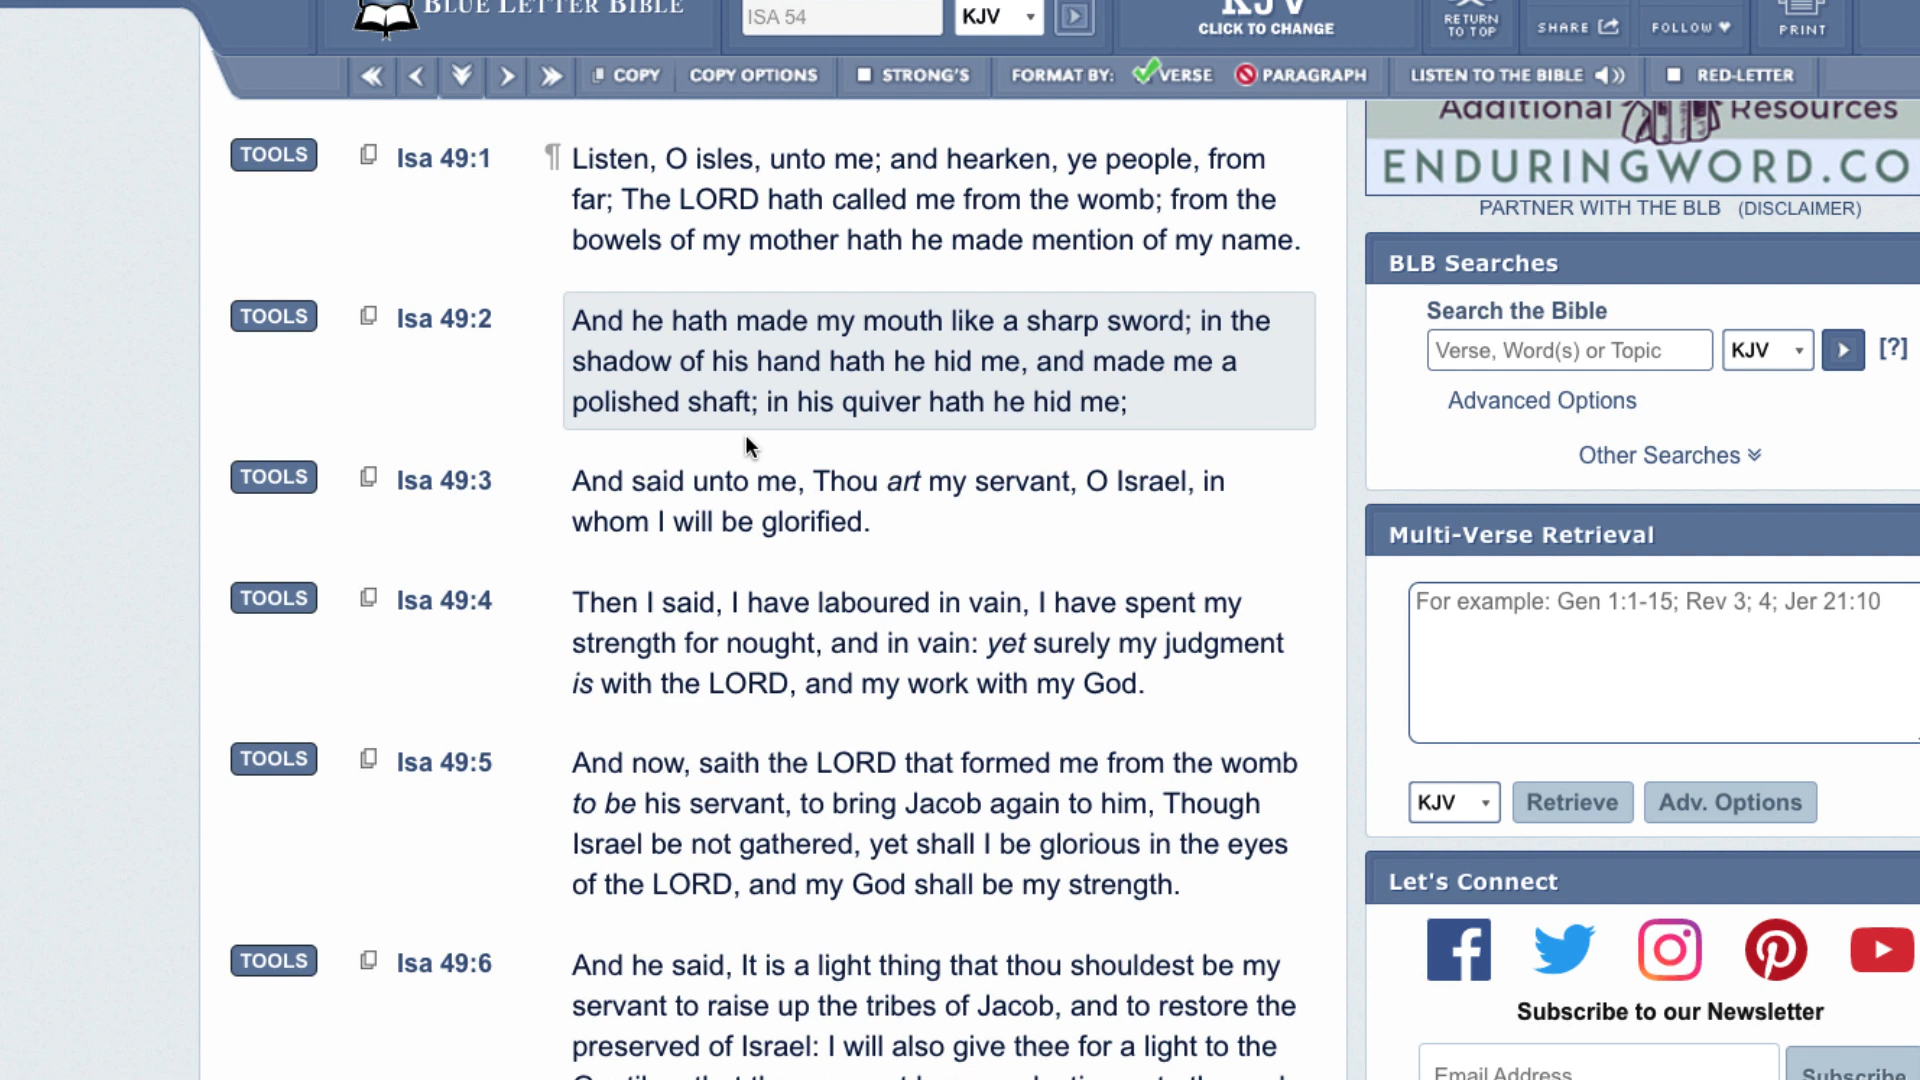 BLUE LETTER BIBLE
ISA 54
KJV
KJV
CLICK TO CHANGE
RETURN
TO TOP
SHARE
FOLLOW
PRINT
COPY
COPY OPTIONS
STRONG'S
FORMAT BY:
VERSE
PARAGRAPH
LISTEN TO THE BIBLE
RED-LETTER
TOOLS
Isa 49:1
¶ Listen, O isles, unto me; and hearken, ye people, from
far; The LORD hath called me from the womb; from the
bowels of my mother hath he made mention of my name.
TOOLS
Isa 49:2
And he hath made my mouth like a sharp sword; in the
shadow of his hand hath he hid me, and made me a
polished shaft; in his quiver hath he hid me;
TOOLS
Isa 49:3
And said unto me, Thou art my servant, O Israel, in
whom I will be glorified.
TOOLS
Isa 49:4
Then I said, I have laboured in vain, I have spent my
strength for nought, and in vain: yet surely my judgment
is with the LORD, and my work with my God.
TOOLS
Isa 49:5
And now, saith the LORD that formed me from the womb
to be his servant, to bring Jacob again to him, Though
Israel be not gathered, yet shall I be glorious in the eyes
of the LORD, and my God shall be my strength.
TOOLS
Isa 49:6
And he said, It is a light thing that thou shouldest be my
servant to raise up the tribes of Jacob, and to restore the
preserved of Israel: I will also give thee for a light to the
Additional Resources
ENDURINGWORD.CO
PARTNER WITH THE BLB (DISCLAIMER)
BLB Searches
Search the Bible
Verse, Word(s) or Topic
KJV
[?]
Advanced Options
Other Searches
Multi-Verse Retrieval
For example: Gen 1:1-15; Rev 3; 4; Jer 21:10
KJV
Retrieve
Adv. Options
Let's Connect
Subscribe to our Newsletter
Email Address
Subscribe